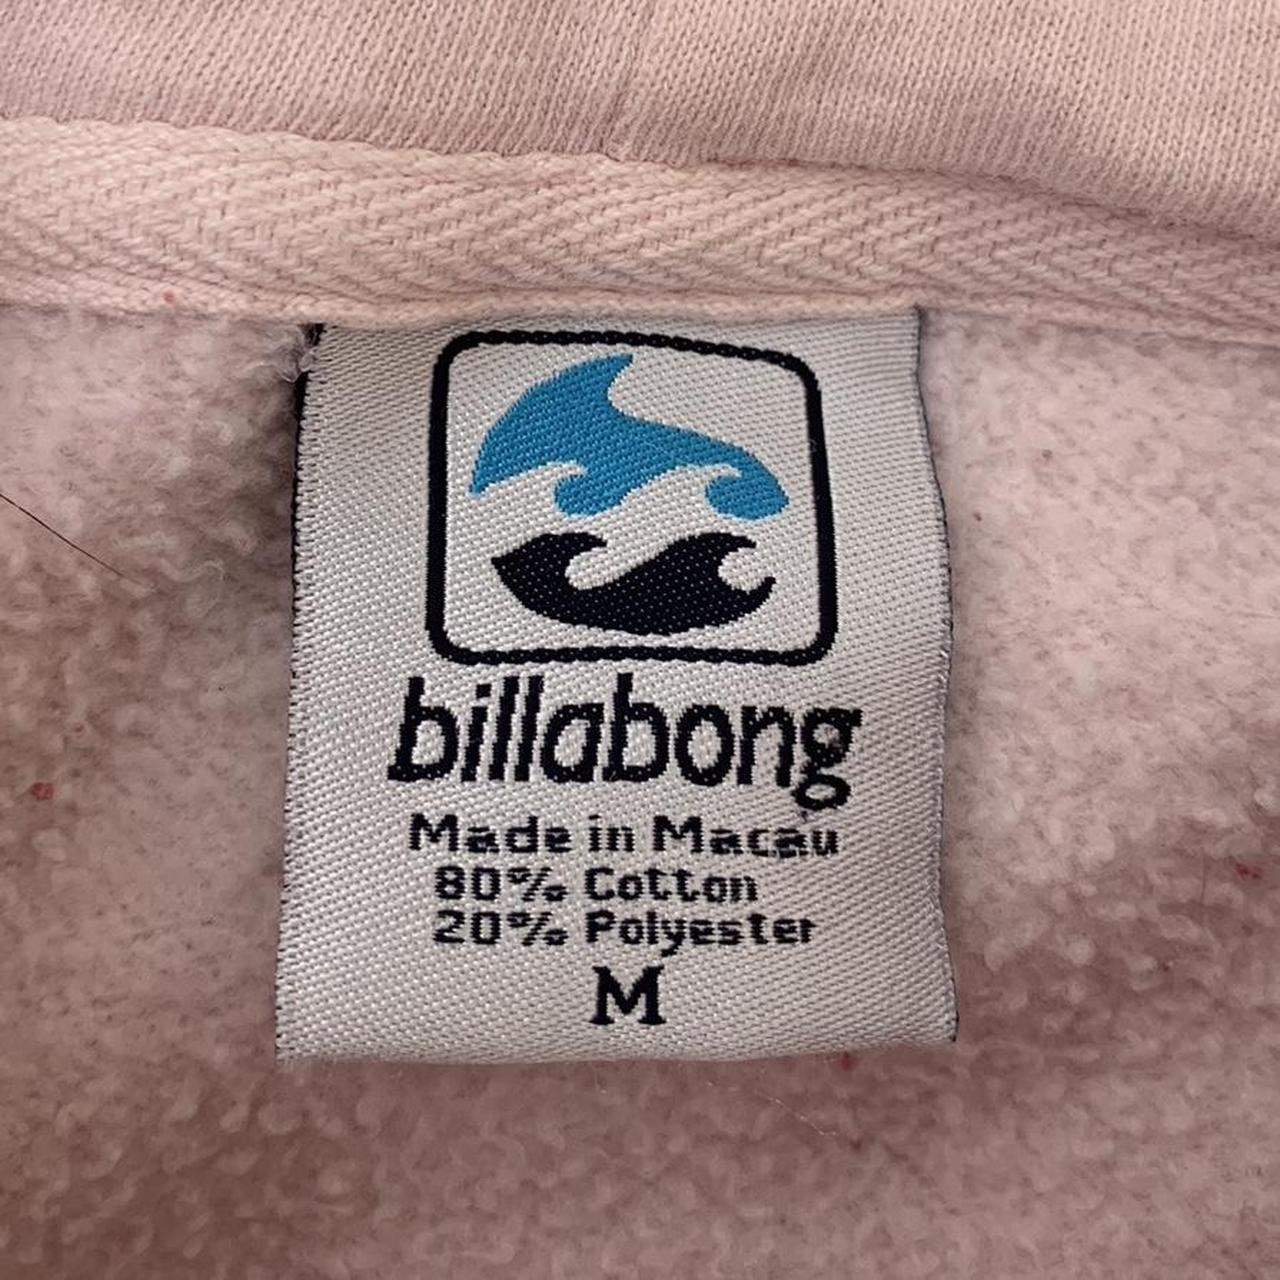 billabong
Made in Macau
80% Cotton
20% Polyester
M